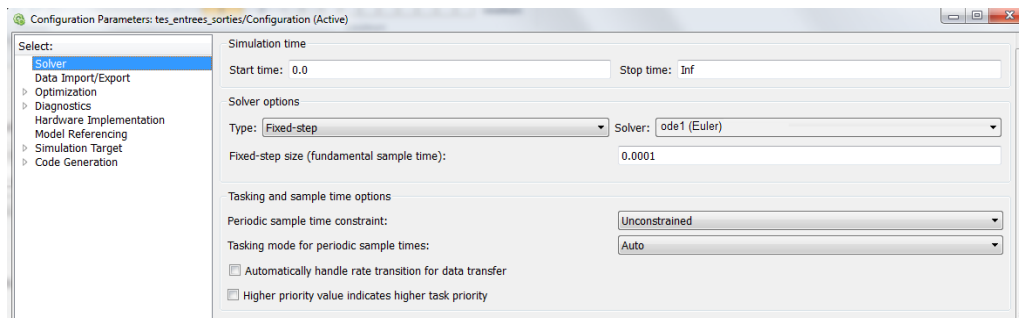 Configuration Parameters: tes_entrees_sorties/Configuration (Active)
Select:
Solver
Data Import/Export
Optimization
Diagnostics
Hardware Implementation
Model Referencing
Simulation Target
Code Generation
Simulation time
Start time: 0.0 Stop time: Inf
Solver options
Type: Fixed-step Solver: ode1 (Euler)
Fixed-step size (fundamental sample time): 0.0001
Tasking and sample time options
Periodic sample time constraint: Unconstrained
Tasking mode for periodic sample times: Auto
Automatically handle rate transition for data transfer
Higher priority value indicates higher task priority